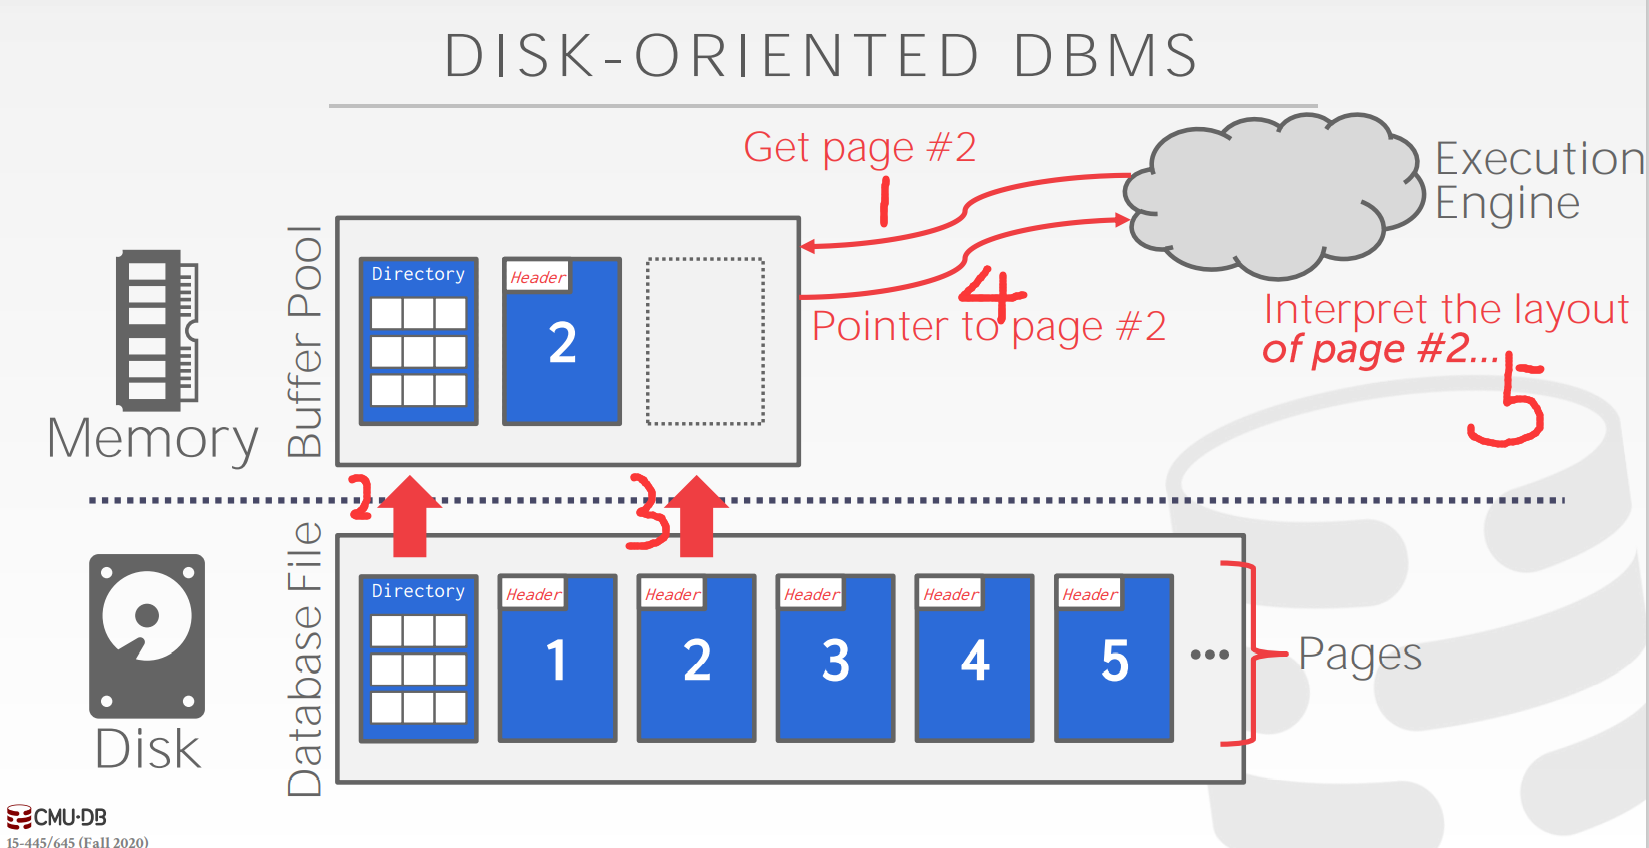 DISK-ORIENTED DBMS
Get page #2
1
Execution
Engine
Buffer Pool
Directory
Header
2
4
Pointer to page #2
Interpret the layout
of page #2...
5
Memory
2
3
Database File
Directory
Header
1
Header
2
Header
3
Header
4
Header
5
...
Pages
Disk
CMU·DB
15-445/645 (Fall 2020)